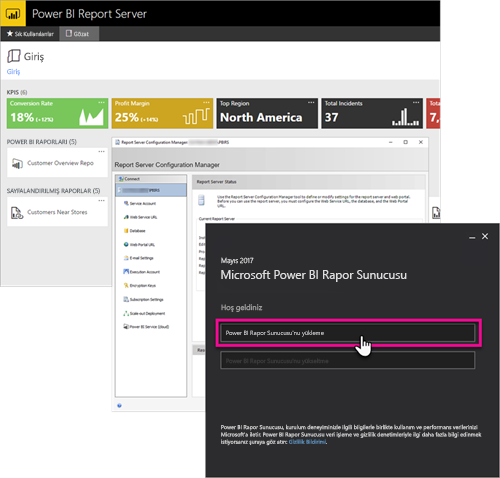 Power BI Report Server
Sık Kullanılanlar
Gözat
Giriş
Giriş
KPIS (6)
Conversion Rate
18% (+12%)
Profit Margin
25% (+14%)
Top Region
North America
Total Incidents
37
Tota
7,
POWER BI RAPORLARI (5)
Customer Overview Repo
SAYFALANDIRILMIŞ RAPORLAR (5)
Customers Near Stores
Report Server Configuration Manager:
Report Server Configuration Manager
Connect
\PBIRS
Service Account
Web Service URL
Database
Web Portal URL
E-mail Settings
Execution Account
Encryption Keys
Subscription Settings
Scale-out Deployment
Power BI Service (cloud)
Report Server Status
Use the Report Server Configuration Manager tool to define or modify settings for the report server and web portal.
Before you can use the report server, you must configure the Web Service URL, the database, and the Web Portal
URL.
Current Report Server
Mayıs 2017
Microsoft Power BI Rapor Sunucusu
Hoş geldiniz
Power BI Rapor Sunucusu'nu yükleme
Power BI Rapor Sunucusu'nu yükseltme
Power BI Rapor Sunucusu, kurulum deneyiminizle ilgili bilgilerle birlikte kullanım ve performans verilerinizi
Microsoft'a iletir. Power BI Rapor Sunucusu veri işleme ve gizlilik denetimleriyle ilgili daha fazla bilgi edinmek
istiyorsanız şuraya göz atın: Gizlilik Bildirimi.